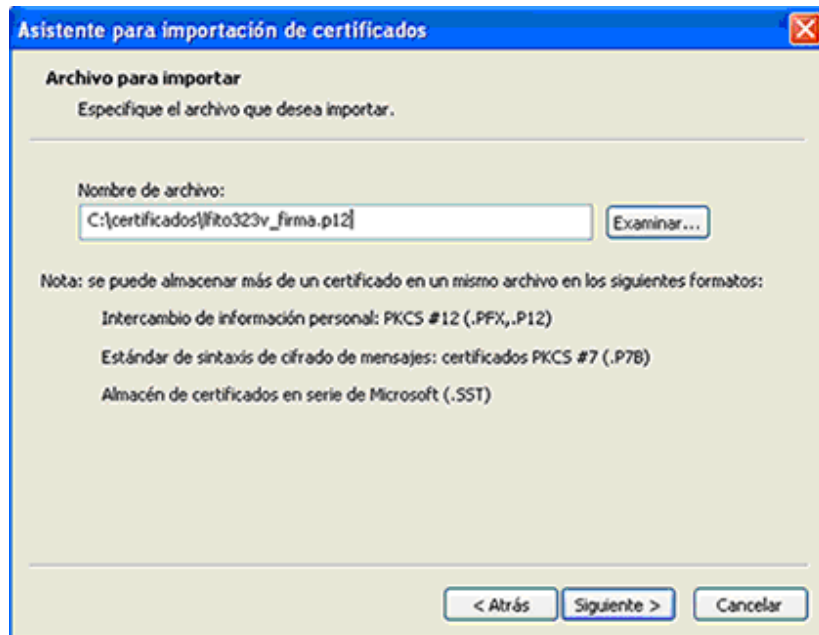 Asistente para importación de certificados
Archivo para importar
Especifique el archivo que desea importar.
Nombre de archivo:
C:\certificados\lfito323v_firma.p12
Examinar...
Nota: se puede almacenar más de un certificado en un mismo archivo en los siguientes formatos:
Intercambio de información personal: PKCS #12 (.PFX,.P12)
Estándar de sintaxis de cifrado de mensajes: certificados PKCS #7 (.P7B)
Almacén de certificados en serie de Microsoft (.SST)
< Atrás
Siguiente >
Cancelar